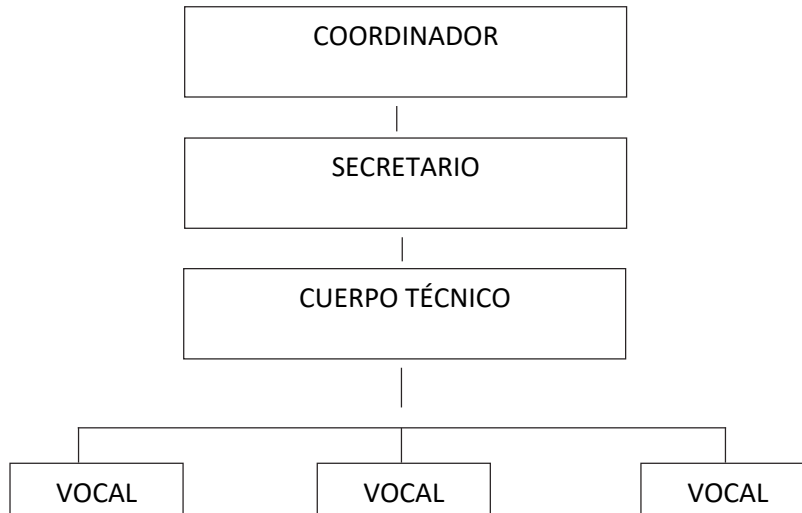 COORDINADOR
SECRETARIO
CUERPO TÉCNICO
VOCAL VOCAL VOCAL